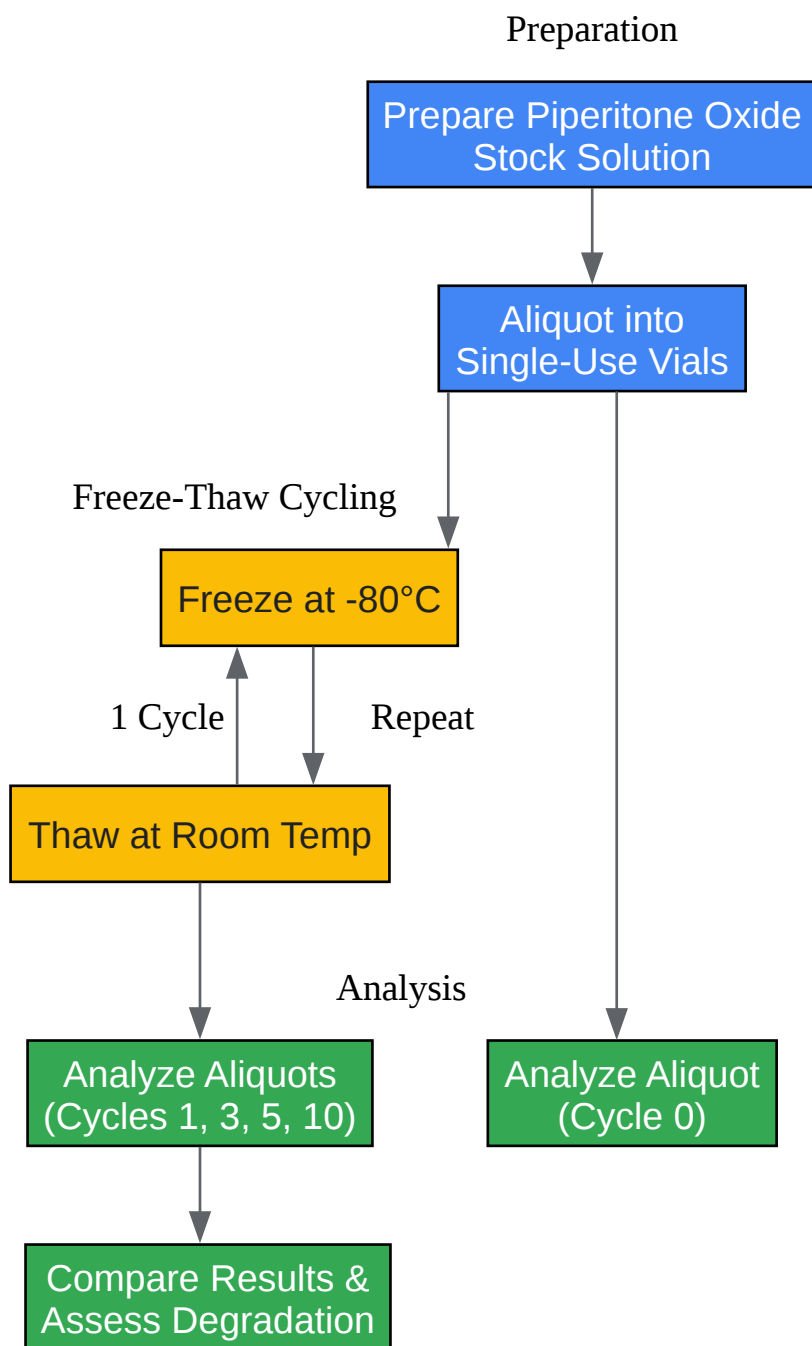 Preparation
Prepare Piperitone Oxide
Stock Solution
Aliquot into
Single-Use Vials
Freeze-Thaw Cycling
Freeze at -80°C
1 Cycle
Repeat
Thaw at Room Temp
Analysis
Analyze Aliquots
(Cycles 1, 3, 5, 10)
Analyze Aliquot
(Cycle 0)
Compare Results &
Assess Degradation